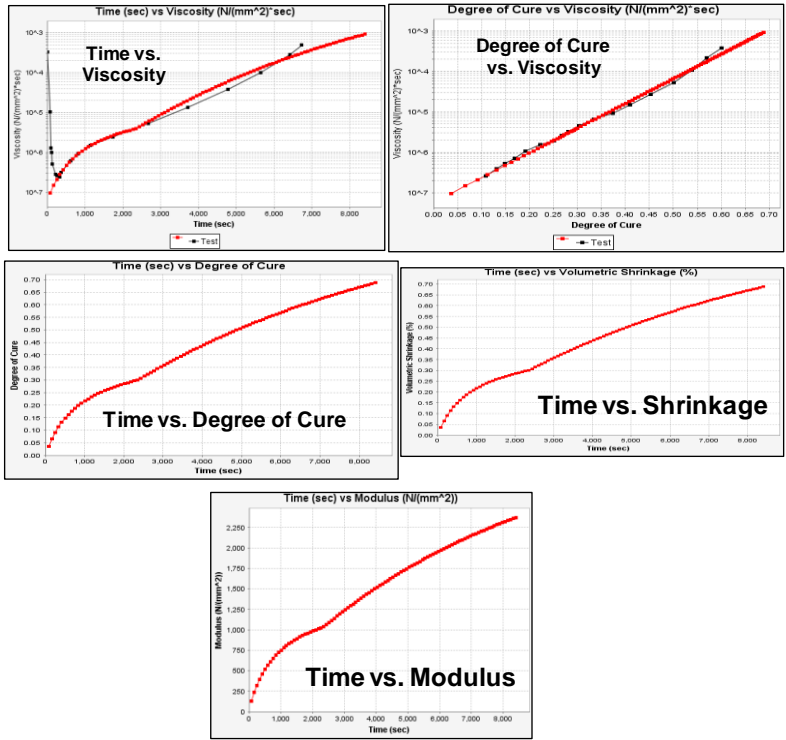 Time (sec) vs Viscosity (N/(mm^2)*sec)
Time vs.
Viscosity
Viscosity (N/(mm^2)*sec)
10^-3
10^-4
10^-5
10^-6
10^-7
0 1,000 2,000 3,000 4,000 5,000 6,000 7,000 8,000
Time (sec)
Test
Degree of Cure vs Viscosity (N/(mm^2)*sec)
Degree of Cure
vs. Viscosity
Viscosity (N/(mm^2)*sec)
10^-3
10^-4
10^-5
10^-6
10^-7
0.00 0.05 0.10 0.15 0.20 0.25 0.30 0.35 0.40 0.45 0.50 0.55 0.60 0.65 0.70
Degree of Cure
Test
Time (sec) vs Degree of Cure
Degree of Cure
0.70
0.65
0.60
0.55
0.50
0.45
0.40
0.35
0.30
0.25
0.20
0.15
0.10
0.05
0.00
Time vs. Degree of Cure
0 1,000 2,000 3,000 4,000 5,000 6,000 7,000 8,000
Time (sec)
Time (sec) vs Volumetric Shrinkage (%)
Volumetric Shrinkage (%)
0.70
0.65
0.60
0.55
0.50
0.45
0.40
0.35
0.30
0.25
0.20
0.15
0.10
0.05
0.00
Time vs. Shrinkage
0 1,000 2,000 3,000 4,000 5,000 6,000 7,000 8,000
Time (sec)
Time (sec) vs Modulus (N/(mm^2))
Modulus (N/(mm^2))
2,250
2,000
1,750
1,500
1,250
1,000
750
500
250
0
Time vs. Modulus
0 1,000 2,000 3,000 4,000 5,000 6,000 7,000 8,000
Time (sec)